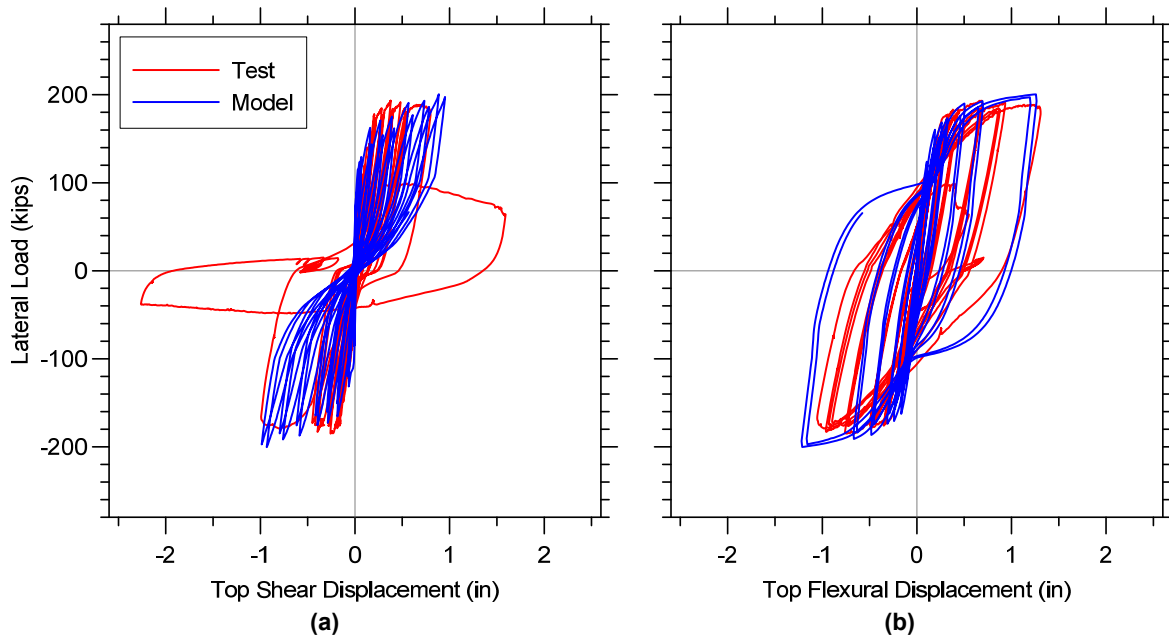 Test
Model
Lateral Load (kips)
200
100
0
-100
-200
-2 -1 0 1 2
Top Shear Displacement (in)
(a)
-2 -1 0 1 2
Top Flexural Displacement (in)
(b)